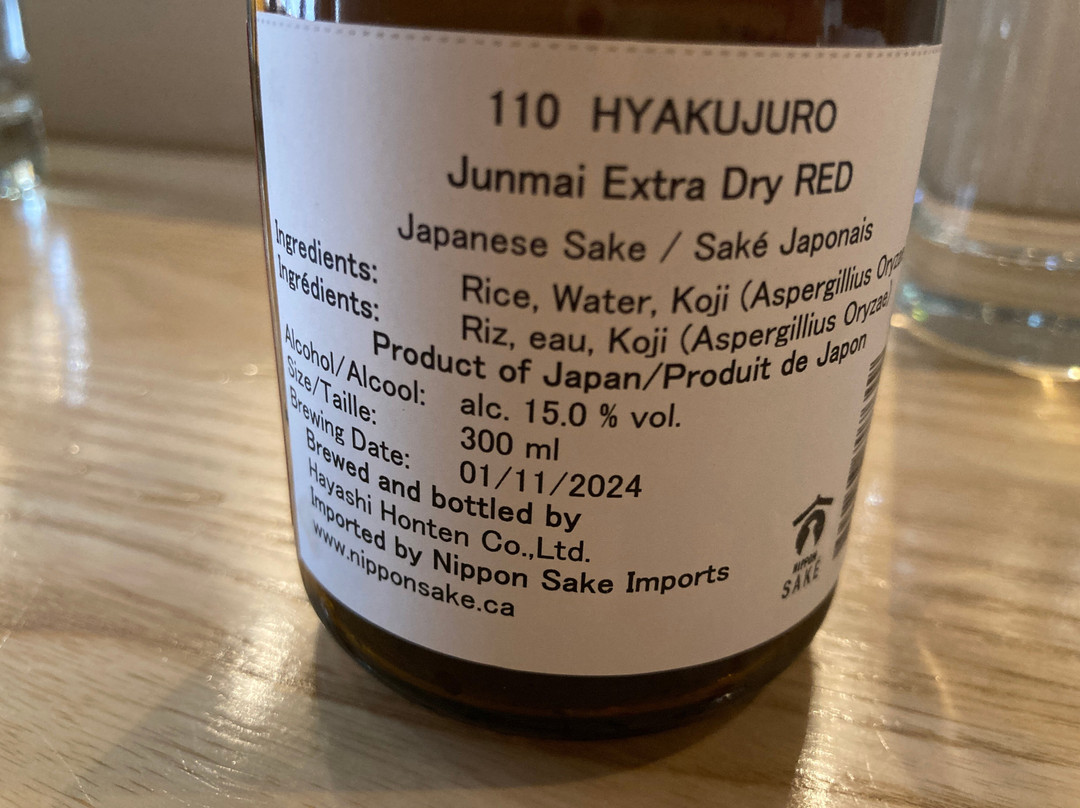 110 HYAKUJURO
Junmai Extra Dry RED
Japanese Sake / Saké Japonais
Ingredients: Rice, Water, Koji (Aspergillius Oryzae
Ingrédients: Riz, eau, Koji (Aspergillius Oryzae)
Product of Japan/Produit de Japon
Alcohol/Alcool: alc. 15.0 % vol.
Size/Taille: 300 ml
Brewing Date: 01/11/2024
Brewed and bottled by
Hayashi Honten Co.,Ltd.
Imported by Nippon Sake Imports
www.nipponsake.ca
NIPPON
SAKE